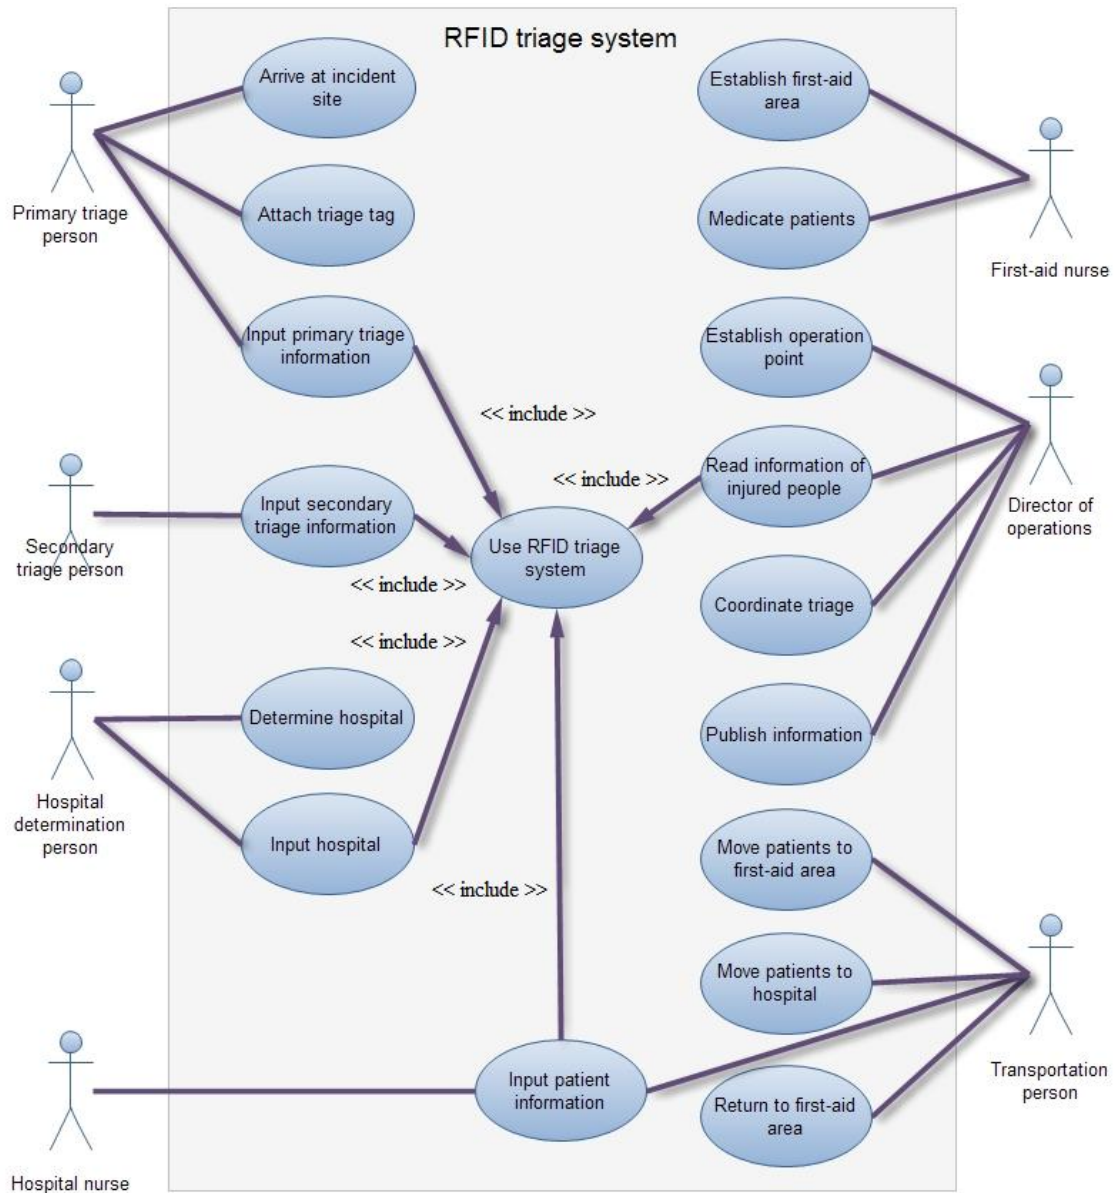 RFID triage system
Arrive at incident
site
Establish first-aid
area
Primary triage
person
Attach triage tag
Medicate patients
First-aid nurse
Input primary triage
information
Establish operation
point
<< include >>
<< include >>
Read information of
injured people
Director of
operations
Input secondary
triage information
Secondary
triage person
Use RFID triage
system
<< include >>
Coordinate triage
<< include >>
Determine hospital
Publish information
Hospital
determination
person
Input hospital
Move patients to
first-aid area
<< include >>
Move patients to
hospital
Transportation
person
Input patient
information
Return to first-aid
area
Hospital nurse